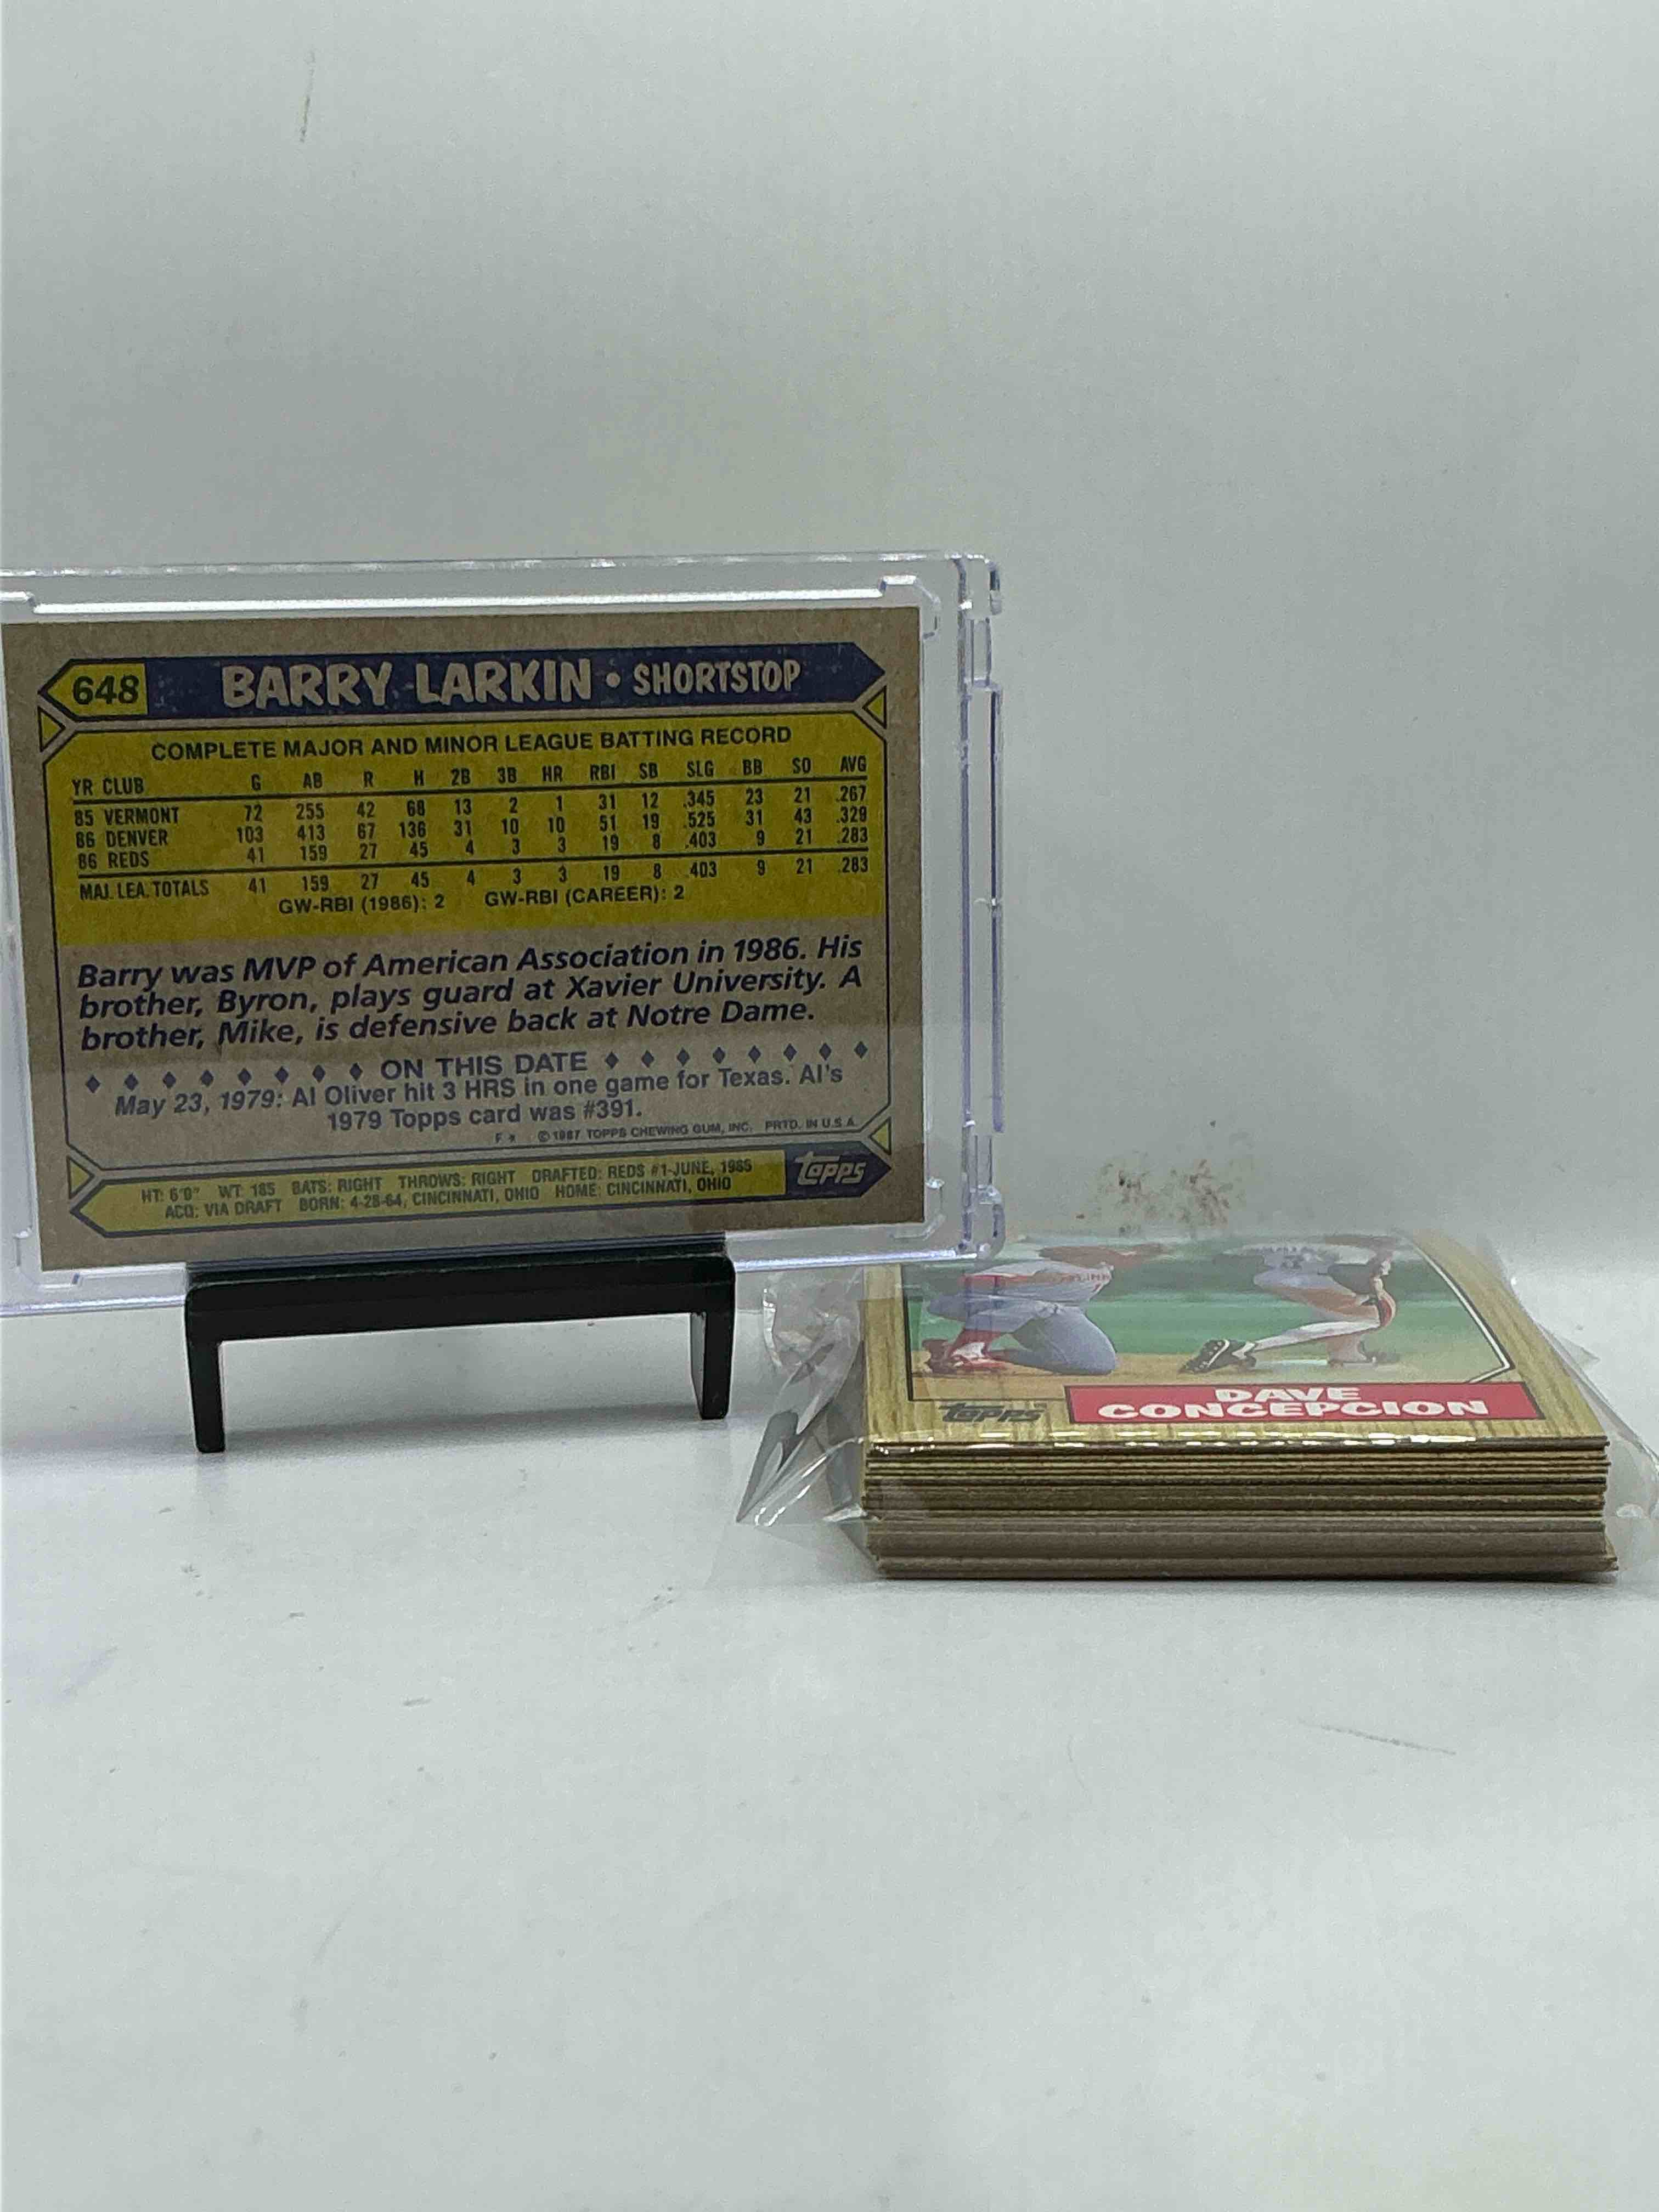 648 BARRY LARKIN • SHORTSTOP
COMPLETE MAJOR AND MINOR LEAGUE BATTING RECORD
YR CLUB G AB R H 2B 3B HR RBI SB SLG BB SO AVG
85 VERMONT 72 255 42 68 13 2 1 31 12 .345 23 21 .267
86 DENVER 103 413 67 136 31 10 10 51 19 .525 31 43 .329
86 REDS 41 159 27 45 4 3 3 19 8 .403 9 21 .283
MAJ. LEA. TOTALS 41 159 27 45 4 3 3 19 8 .403 9 21 .283
GW-RBI (1986): 2 GW-RBI (CAREER): 2
Barry was MVP of American Association in 1986. His
brother, Byron, plays guard at Xavier University. A
brother, Mike, is defensive back at Notre Dame.
ON THIS DATE
May 23, 1979: Al Oliver hit 3 HRS in one game for Texas. Al's
1979 Topps card was #391.
F* © 1987 TOPPS CHEWING GUM, INC. PRTD. IN U.S.A.
HT: 6'0" WT: 185 BATS: RIGHT THROWS: RIGHT DRAFTED: REDS #1-JUNE, 1985
ACQ: VIA DRAFT BORN: 4-28-64, CINCINNATI, OHIO HOME: CINCINNATI, OHIO
Topps
DAVE
CONCEPCION
Topps